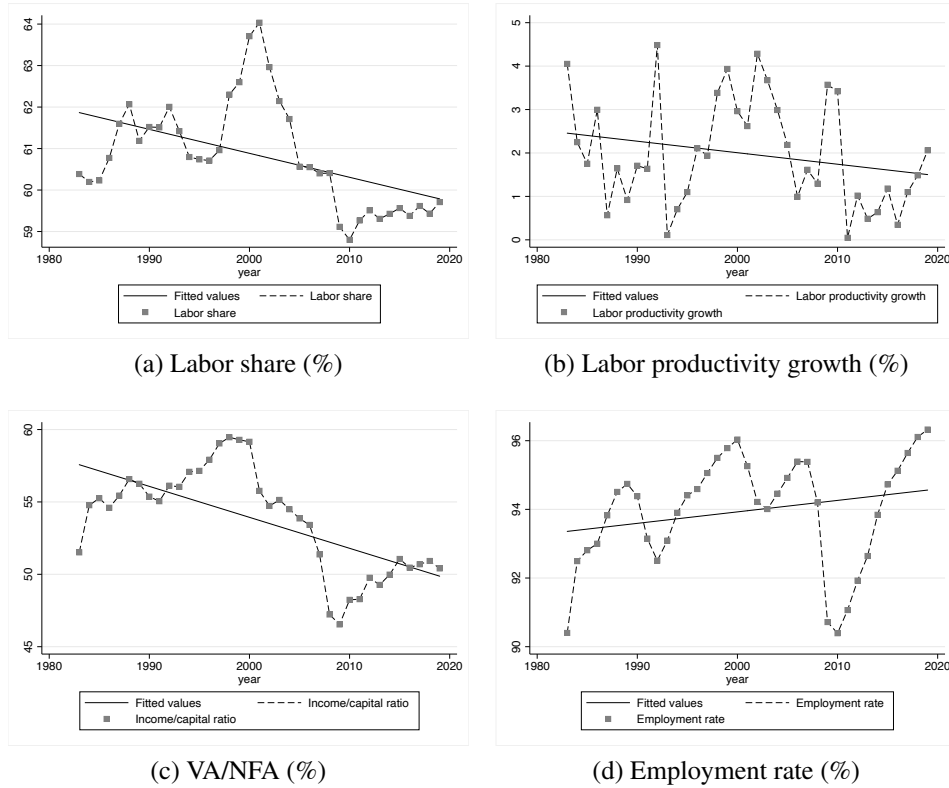 64
62
60
59
1980 1990 2000 2010 2020
year
Fitted values Labor share
Labor share
(a) Labor share (%)
5
4
3
2
1
0
1980 1990 2000 2010 2020
year
Fitted values Labor productivity growth
Labor productivity growth
(b) Labor productivity growth (%)
60
55
50
45
1980 1990 2000 2010 2020
year
Fitted values Income/capital ratio
Income/capital ratio
(c) VA/NFA (%)
96
94
92
90
1980 1990 2000 2010 2020
year
Fitted values Employment rate
Employment rate
(d) Employment rate (%)